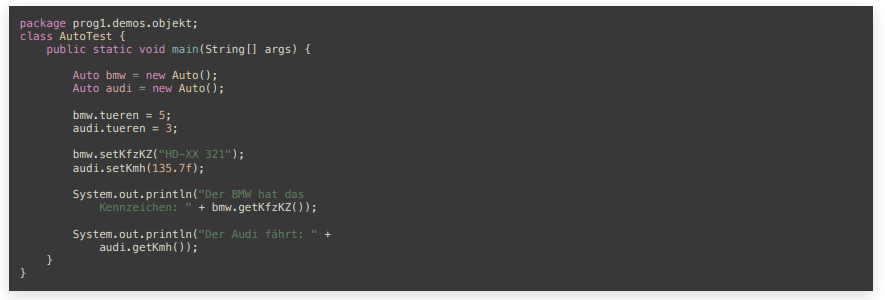 package prog1.demos.objekt;
class AutoTest {
    public static void main(String[] args) {

        Auto bmw = new Auto();
        Auto audi = new Auto();

        bmw.tueren = 5;
        audi.tueren = 3;

        bmw.setKfzKZ("HD-XX 321");
        audi.setKmh(135.7f);

        System.out.println("Der BMW hat das
            Kennzeichen: " + bmw.getKfzKZ());

        System.out.println("Der Audi fährt: " +
            audi.getKmh());
    }
}